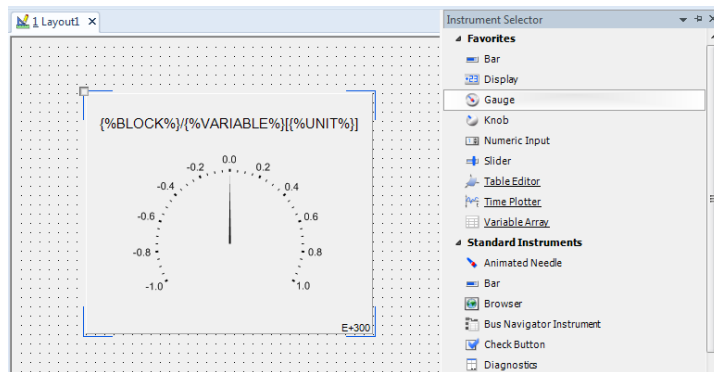 1 Layout1
{%BLOCK%}/{%VARIABLE%}[{%UNIT%}]
0.0
-0.2 0.2
-0.4 0.4
-0.6 0.6
-0.8 0.8
-1.0 1.0
E+300
Instrument Selector
Favorites
Bar
Display
Gauge
Knob
Numeric Input
Slider
Table Editor
Time Plotter
Variable Array
Standard Instruments
Animated Needle
Bar
Browser
Bus Navigator Instrument
Check Button
Diagnostics